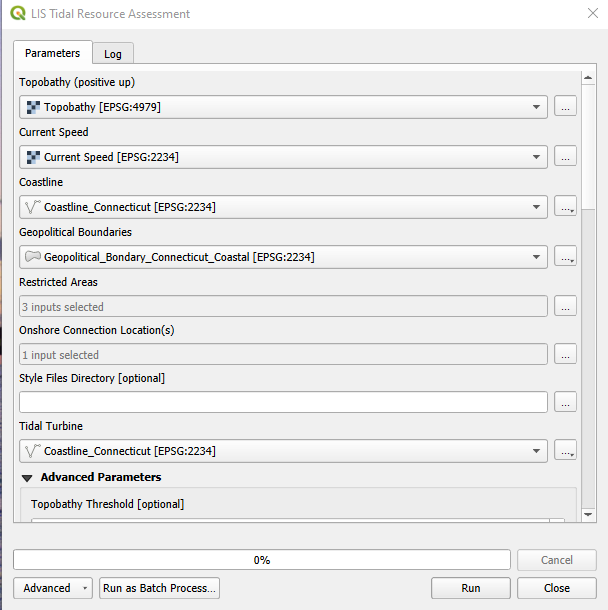 LIS Tidal Resource Assessment
Parameters
Log
Topobathy (positive up)
Topobathy [EPSG:4979]
...
Current Speed
Current Speed [EPSG:2234]
...
Coastline
Coastline_Connecticut [EPSG:2234]
...
Geopolitical Boundaries
Geopolitical_Bondary_Connecticut_Coastal [EPSG:2234]
...
Restricted Areas
3 inputs selected
...
Onshore Connection Location(s)
1 input selected
...
Style Files Directory [optional]
...
Tidal Turbine
Coastline_Connecticut [EPSG:2234]
...
Advanced Parameters
Topobathy Threshold [optional]
0%
Cancel
Advanced
Run as Batch Process...
Run
Close